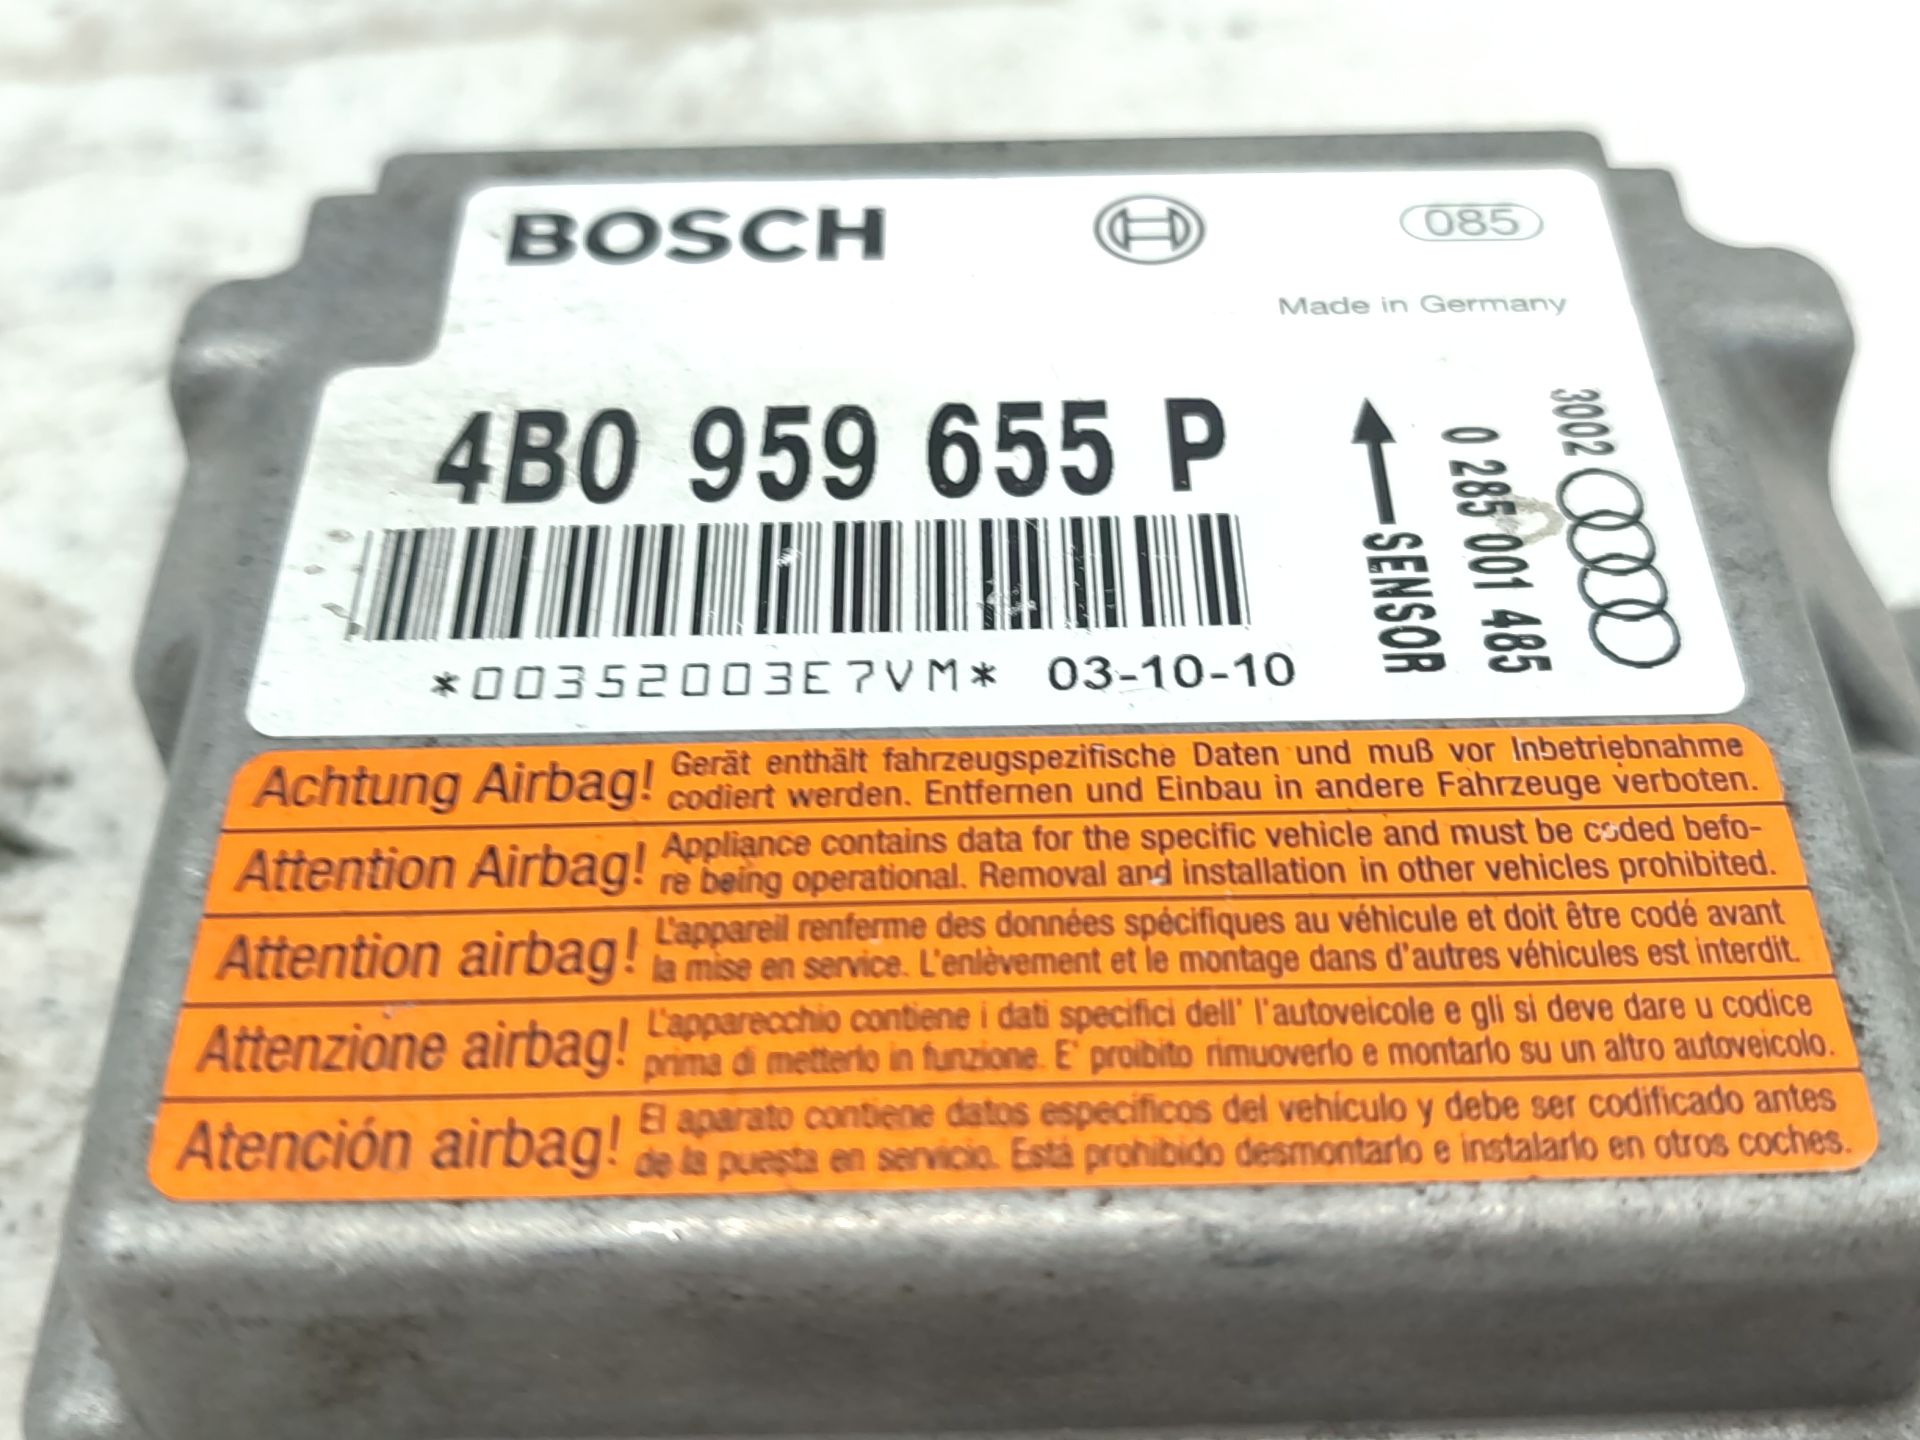 BOSCH
085
Made in Germany
4B0 959 655 P
*00352003E7VM* 03-10-10
SENSOR
0 285 001 485
3002
Achtung Airbag!
Gerät enthält fahrzeugspezifische Daten und muß vor Inbetriebnahme
codiert werden. Entfernen und Einbau in andere Fahrzeuge verboten.
Attention Airbag!
Appliance contains data for the specific vehicle and must be coded befo-
re being operational. Removal and installation in other vehicles prohibited.
Attention airbag!
L'appareil renferme des données spécifiques au véhicule et doit être codé avant
la mise en service. L'enlèvement et le montage dans d'autres véhicules est interdit.
Attenzione airbag!
L'apparecchio contiene i dati specifici dell' l'autoveicole e gli si deve dare u codice
prima di metterlo in funzione. E' proibito rimuoverlo e montarlo su un altro autoveicolo.
Atención airbag!
El aparato contiene datos específicos del vehículo y debe ser codificado antes
de la puesta en servicio. Está prohibido desmontarlo e instalarlo en otros coches.